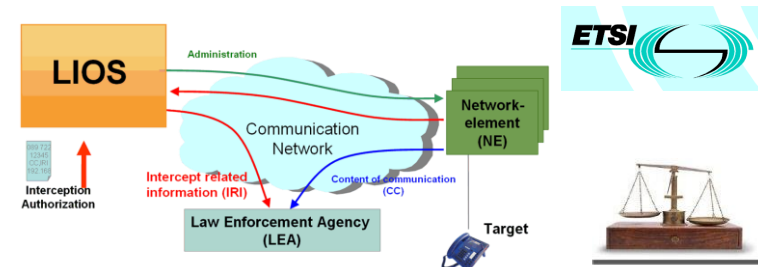 ETSI
Administration
LIOS
Network-
element
(NE)
Communication
Network
12345
Intercept related
information (IRI)
Content of communication
(CC)
Interception
Authorization
Law Enforcement Agency
(LEA)
Target